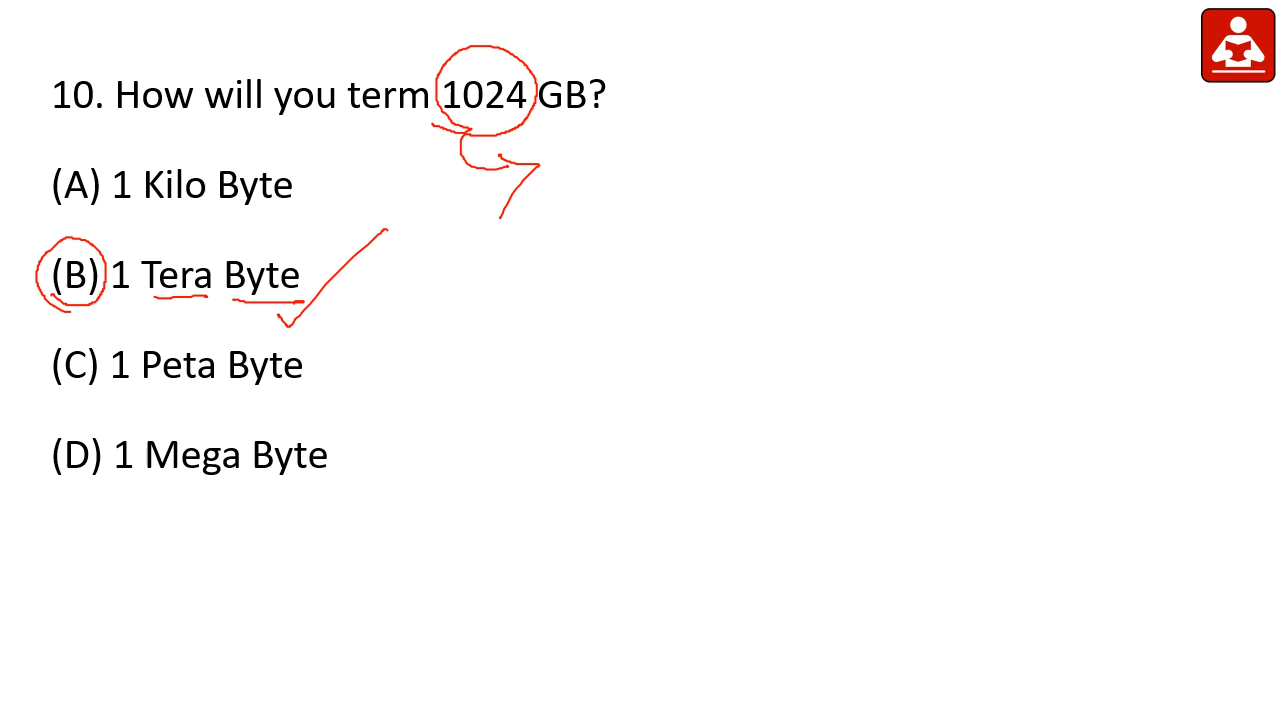 10. How will you term 1024 GB?
(A) 1 Kilo Byte
(B) 1 Tera Byte
(C) 1 Peta Byte
(D) 1 Mega Byte